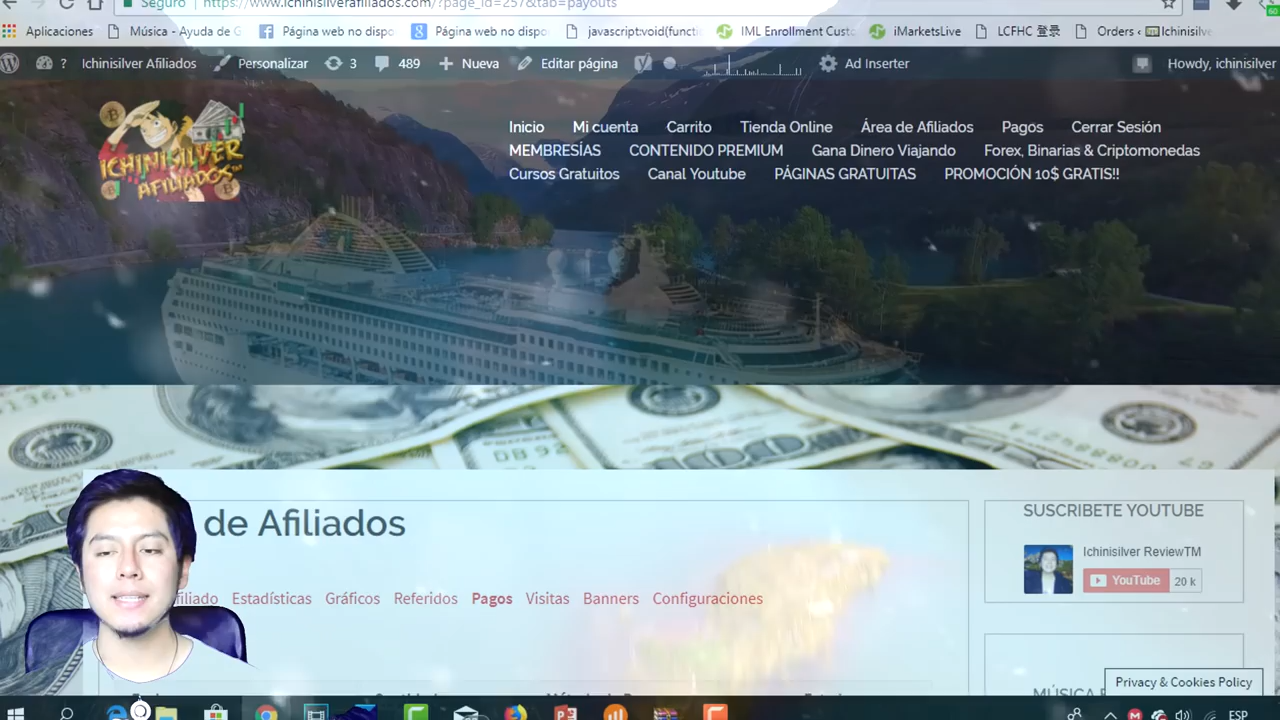 Seguro https://www.ichinisilverafiliados.com/?page_id=257&tab=payouts
Aplicaciones Música - Ayuda de G Página web no dispo Página web no dispo javascript:void(functi IML Enrollment Custo iMarketsLive LCFHC 登录 Orders ‹ Ichinisilv
? Ichinisilver Afiliados Personalizar 3 489 Nueva Editar página Ad Inserter Howdy, ichinisilver
ICHINISILVER
AFILIADOS
Inicio Mi cuenta Carrito Tienda Online Área de Afiliados Pagos Cerrar Sesión
MEMBRESÍAS CONTENIDO PREMIUM Gana Dinero Viajando Forex, Binarias & Criptomonedas
Cursos Gratuitos Canal Youtube PÁGINAS GRATUITAS PROMOCIÓN 10$ GRATIS!!
DB 92
de Afiliados
SUSCRIBETE YOUTUBE
Ichinisilver ReviewTM
YouTube 20 k
filiado Estadísticas Gráficos Referidos Pagos Visitas Banners Configuraciones
Privacy & Cookies Policy
ESP